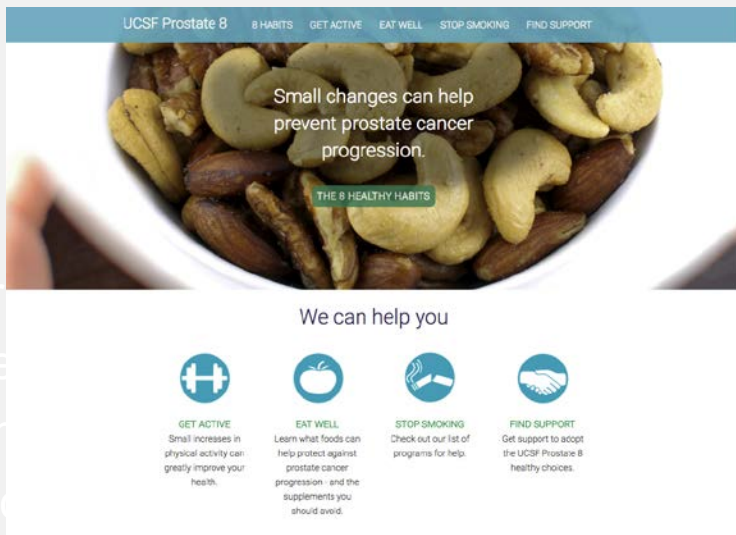 UCSF Prostate 8 8 HABITS GET ACTIVE EAT WELL STOP SMOKING FIND SUPPORT
Small changes can help
prevent prostate cancer
progression.
THE 8 HEALTHY HABITS
We can help you
GET ACTIVE
Small increases in
physical activity can
greatly improve your
health.
EAT WELL
Learn what foods can
help protect against
prostate cancer
progression - and the
supplements you
should avoid.
STOP SMOKING
Check out our list of
programs for help.
FIND SUPPORT
Get support to adopt
the UCSF Prostate 8
healthy choices.